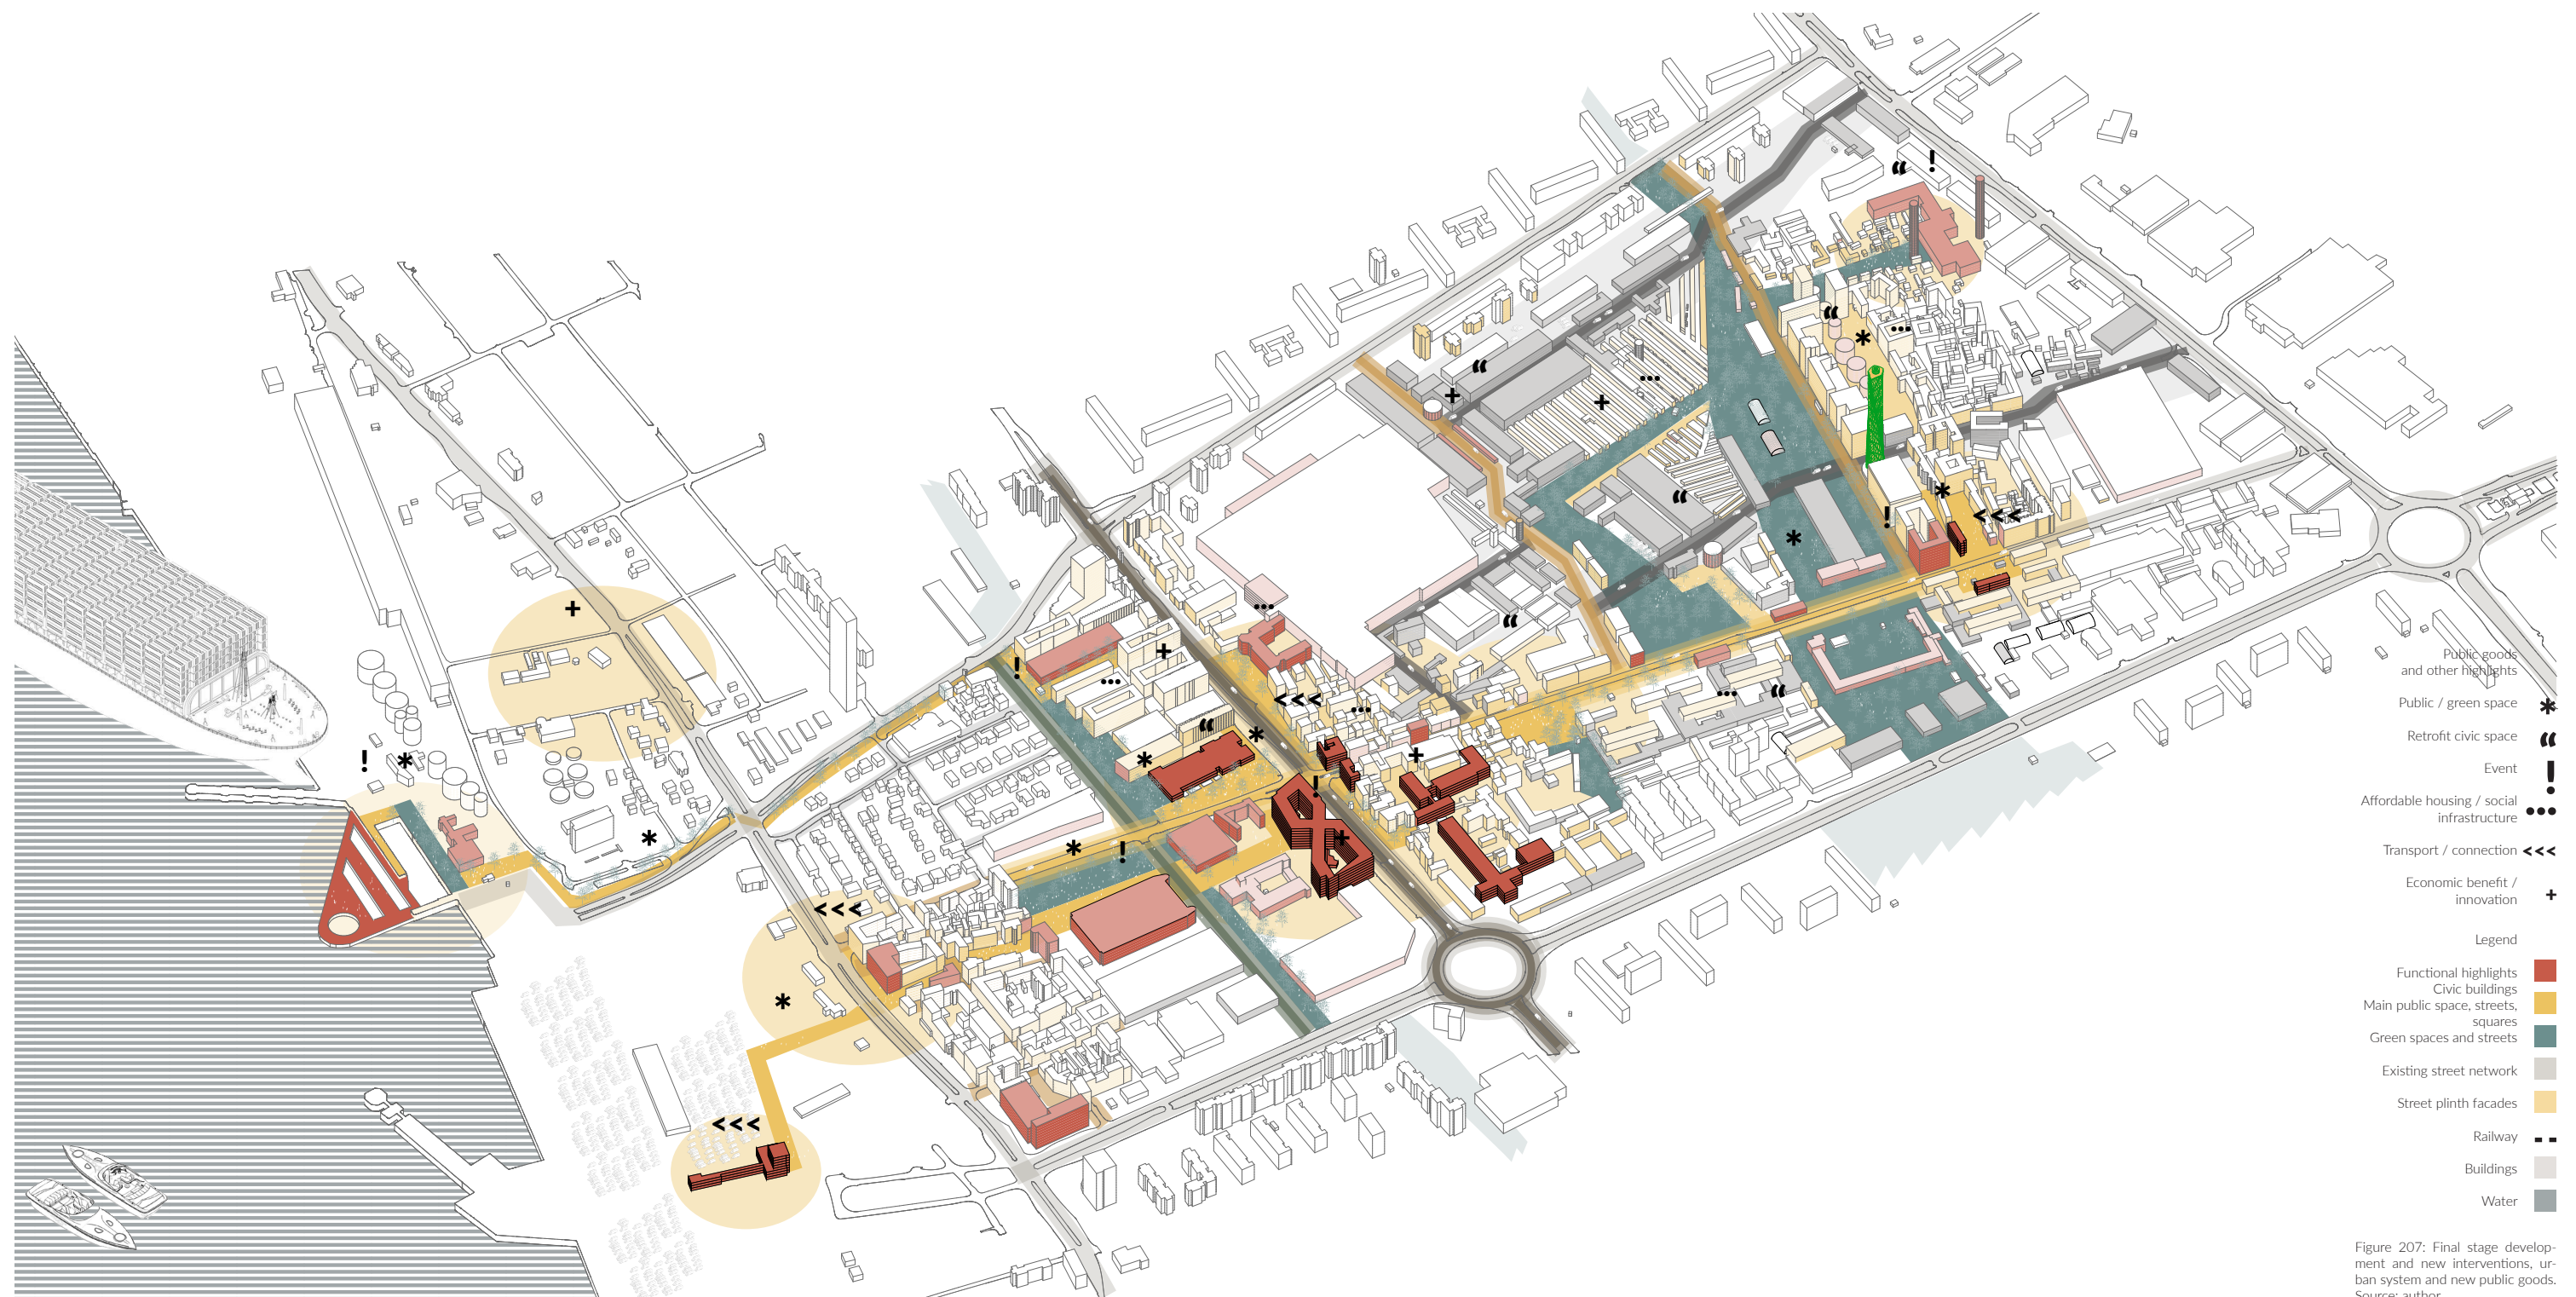 Public goods
and other highlights
Public / green space
Retrofit civic space
Event
Affordable housing / social
infrastructure
Transport / connection
Economic benefit /
innovation
Legend
Functional highlights
Civic buildings
Main public space, streets,
squares
Green spaces and streets
Existing street network
Street plinth facades
Railway
Buildings
Water
Figure 207: Final stage develop-
ment and new interventions, ur-
ban system and new public goods.
Source: author